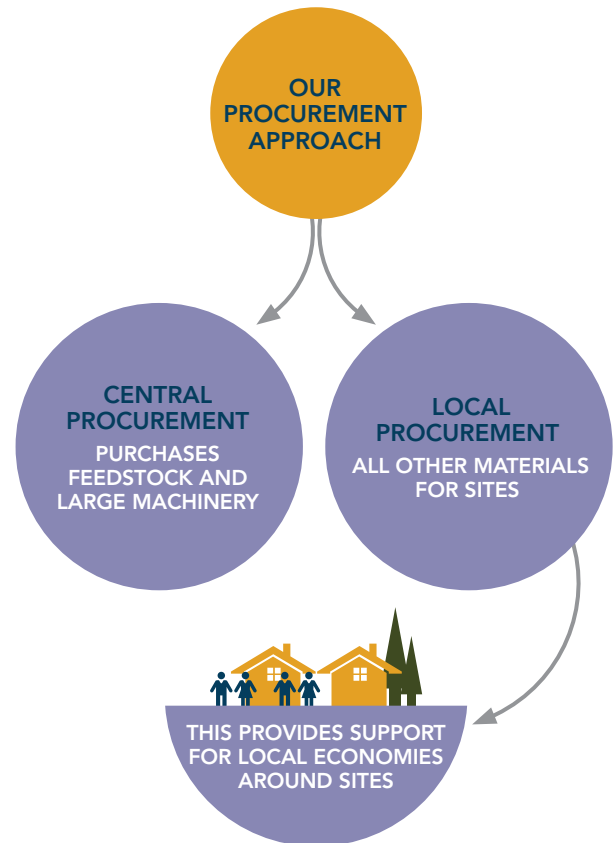 OUR
PROCUREMENT
APPROACH
CENTRAL
PROCUREMENT
PURCHASES
FEEDSTOCK AND
LARGE MACHINERY
LOCAL
PROCUREMENT
ALL OTHER MATERIALS
FOR SITES
THIS PROVIDES SUPPORT
FOR LOCAL ECONOMIES
AROUND SITES